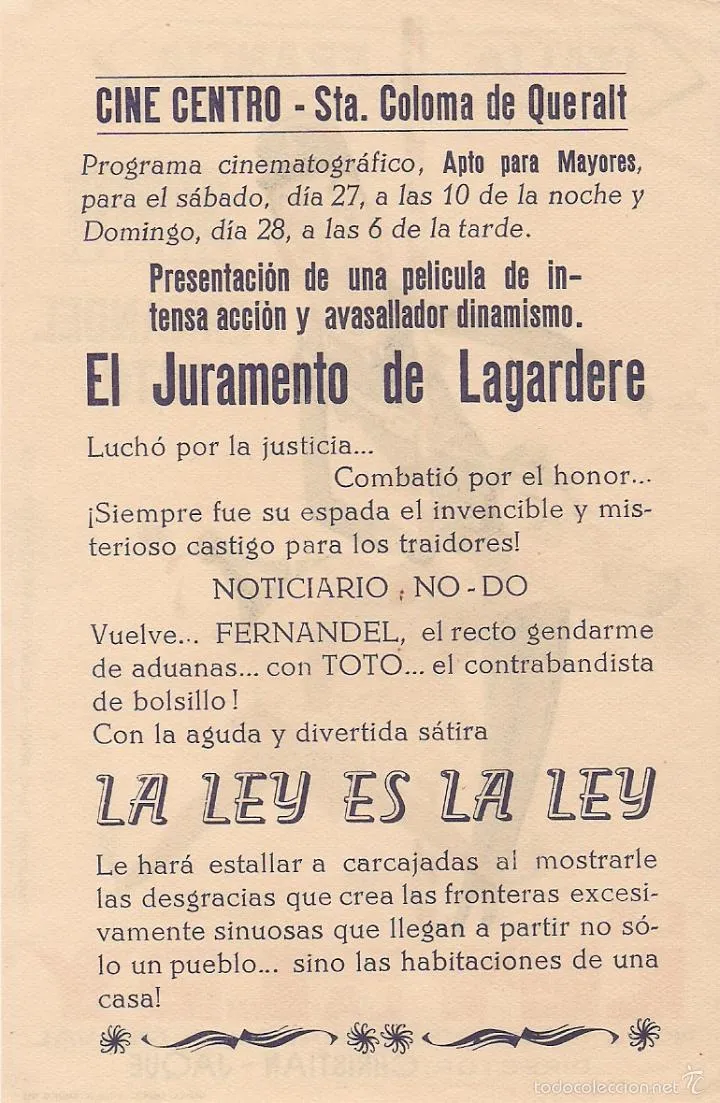 CINE CENTRO - Sta. Coloma de Queralt
Programa cinematográfico, Apto para Mayores,
para el sábado, día 27, a las 10 de la noche y
Domingo, día 28, a las 6 de la tarde.
Presentación de una pelicula de in-
tensa acción y avasallador dinamismo.
El Juramento de Lagardere
Luchó por la justicia...
Combatió por el honor...
¡Siempre fue su espada el invencible y mis-
terioso castigo para los traidores!
NOTICIARIO NO-DO
Vuelve... FERNANDEL, el recto gendarme
de aduanas... con TOTO... el contrabandista
de bolsillo!
Con la aguda y divertida sátira
LA LEY ES LA LEY
Le hará estallar a carcajadas al mostrarle
las desgracias que crea las fronteras excesi-
vamente sinuosas que llegan a partir no só-
lo un pueblo... sino las habitaciones de una
casa!
CHRISTIAN JAQUE
todocoleccion.net